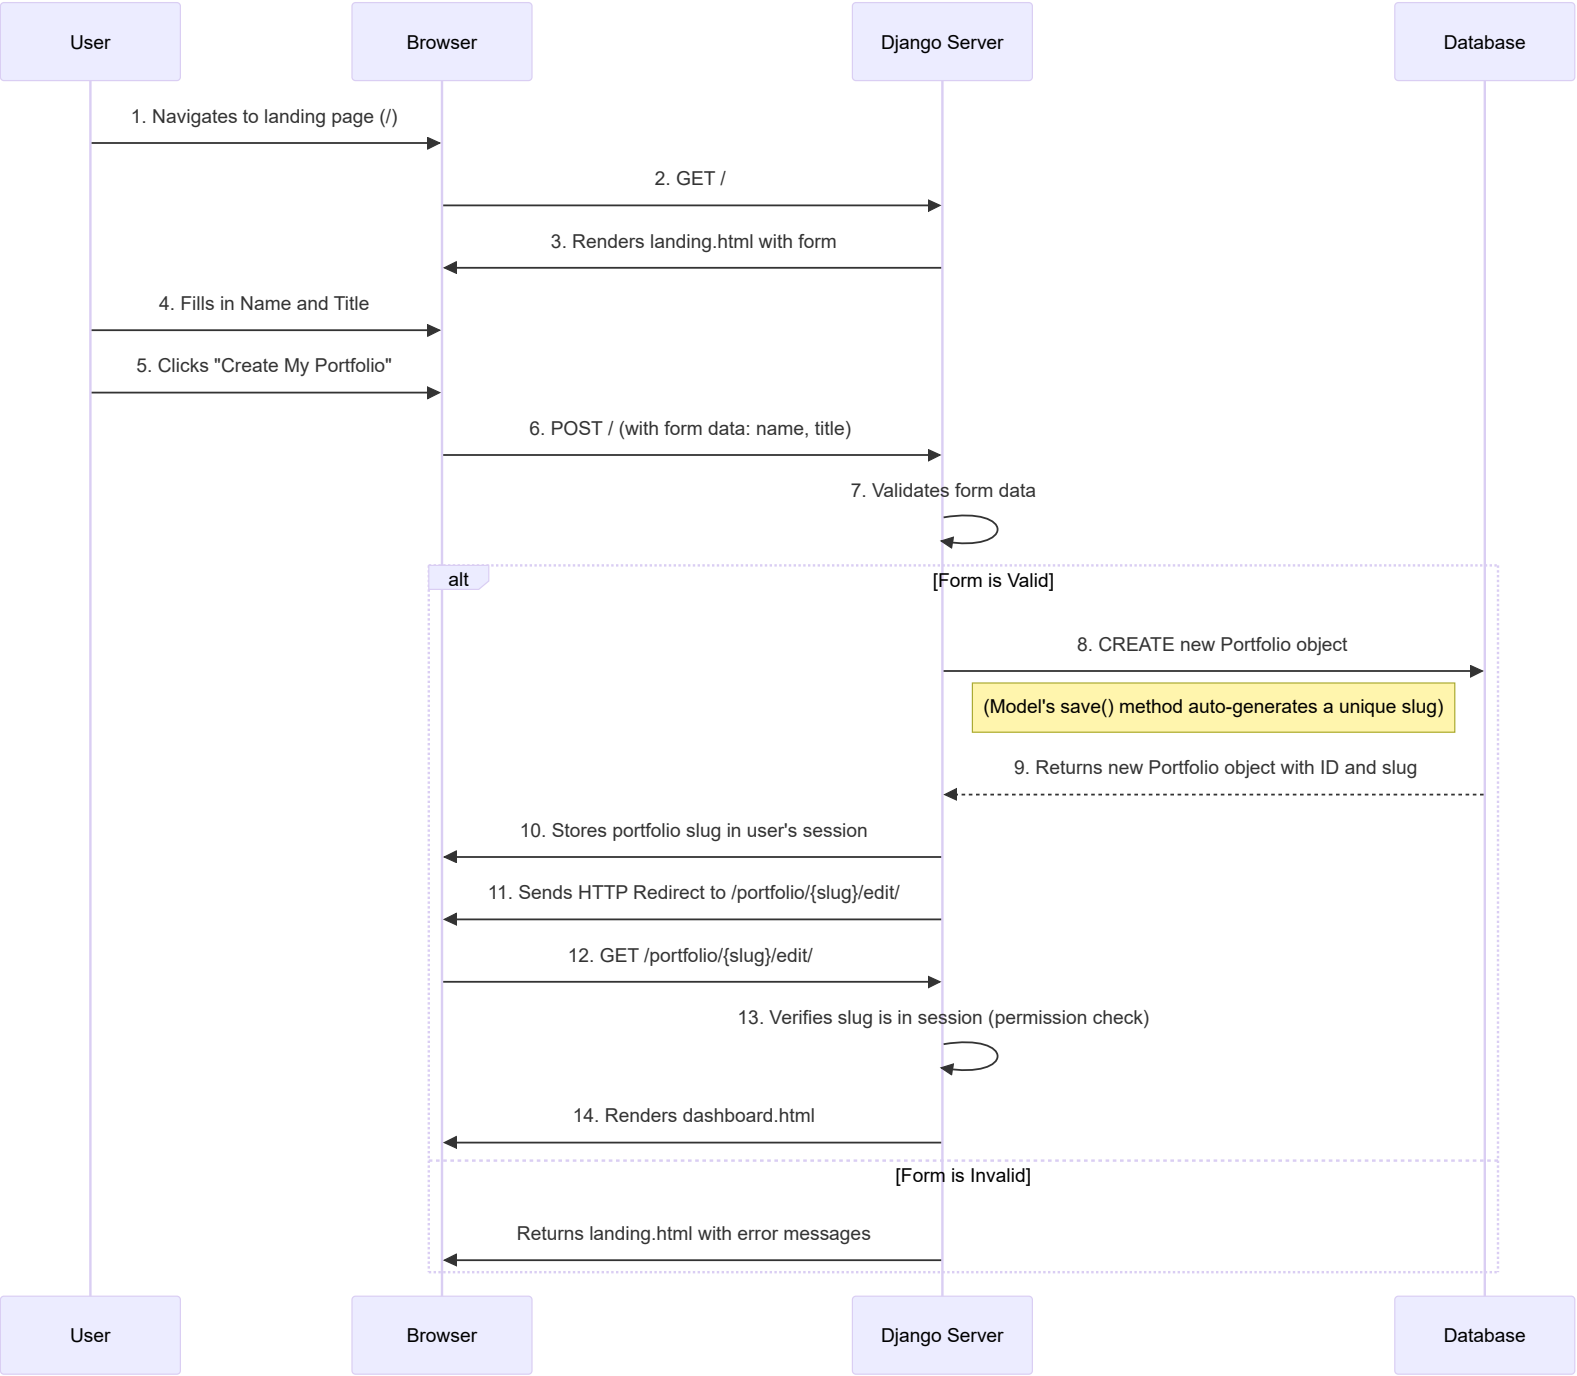 User
Browser
Django Server
Database
1. Navigates to landing page (/)
2. GET /
3. Renders landing.html with form
4. Fills in Name and Title
5. Clicks "Create My Portfolio"
6. POST / (with form data: name, title)
7. Validates form data
alt
[Form is Valid]
8. CREATE new Portfolio object
(Model's save() method auto-generates a unique slug)
9. Returns new Portfolio object with ID and slug
10. Stores portfolio slug in user's session
11. Sends HTTP Redirect to /portfolio/{slug}/edit/
12. GET /portfolio/{slug}/edit/
13. Verifies slug is in session (permission check)
14. Renders dashboard.html
[Form is Invalid]
Returns landing.html with error messages
User
Browser
Django Server
Database